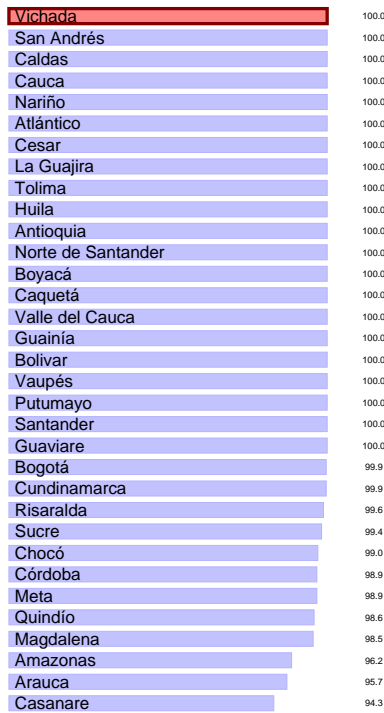 Vichada 100.0
San Andrés 100.0
Caldas 100.0
Cauca 100.0
Nariño 100.0
Atlántico 100.0
Cesar 100.0
La Guajira 100.0
Tolima 100.0
Huila 100.0
Antioquia 100.0
Norte de Santander 100.0
Boyacá 100.0
Caquetá 100.0
Valle del Cauca 100.0
Guainía 100.0
Bolivar 100.0
Vaupés 100.0
Putumayo 100.0
Santander 100.0
Guaviare 100.0
Bogotá 99.9
Cundinamarca 99.9
Risaralda 99.6
Sucre 99.4
Chocó 99.0
Córdoba 98.9
Meta 98.9
Quindío 98.6
Magdalena 98.5
Amazonas 96.2
Arauca 95.7
Casanare 94.3